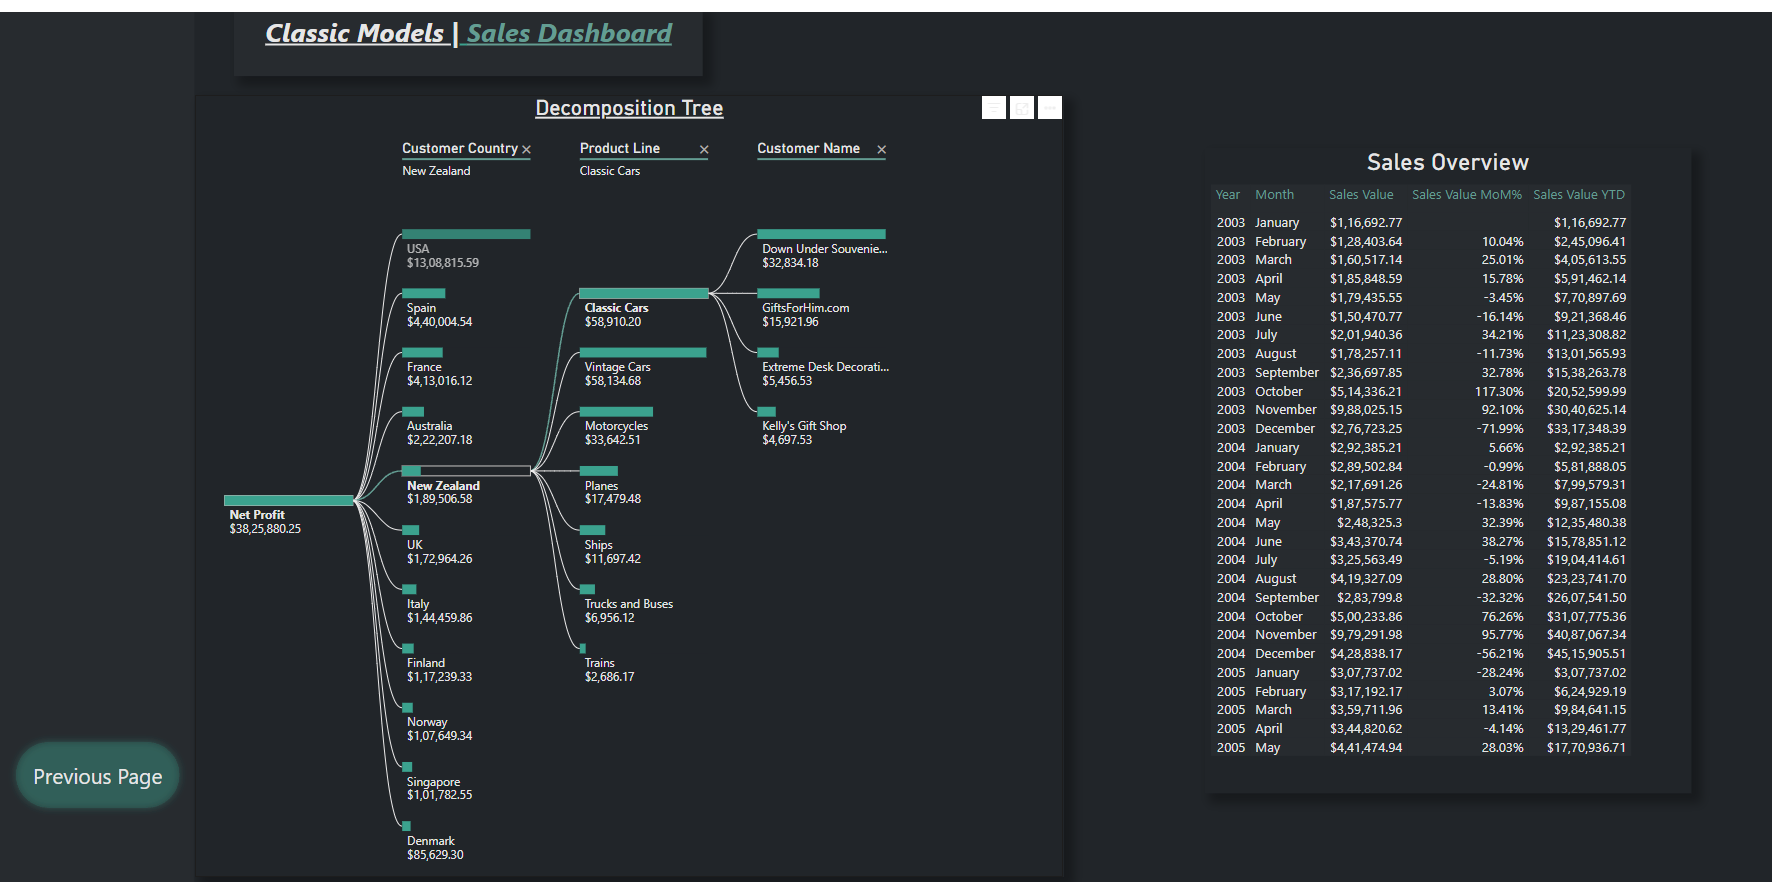 Classic Models | Sales Dashboard
Decomposition Tree
Customer Country ×
Product Line ×
Customer Name ×
New Zealand
Classic Cars
USA
$13,08,815.59
Spain
$4,40,004.54
France
$4,13,016.12
Australia
$2,22,207.18
New Zealand
$1,89,506.58
UK
$1,72,964.26
Italy
$1,44,459.86
Finland
$1,17,239.33
Norway
$1,07,649.34
Singapore
$1,01,782.55
Denmark
$85,629.30
Net Profit
$38,25,880.25
Classic Cars
$58,910.20
Vintage Cars
$58,134.68
Motorcycles
$33,642.51
Planes
$17,479.48
Ships
$11,697.42
Trucks and Buses
$6,956.12
Trains
$2,686.17
Down Under Souvenie...
$32,834.18
GiftsForHim.com
$15,921.96
Extreme Desk Decorati...
$5,456.53
Kelly's Gift Shop
$4,697.53
Previous Page
Sales Overview
Year Month Sales Value Sales Value MoM% Sales Value YTD
2003 January $1,16,692.77 $1,16,692.77
2003 February $1,28,403.64 10.04% $2,45,096.41
2003 March $1,60,517.14 25.01% $4,05,613.55
2003 April $1,85,848.59 15.78% $5,91,462.14
2003 May $1,79,435.55 -3.45% $7,70,897.69
2003 June $1,50,470.77 -16.14% $9,21,368.46
2003 July $2,01,940.36 34.21% $11,23,308.82
2003 August $1,78,257.11 -11.73% $13,01,565.93
2003 September $2,36,697.85 32.78% $15,38,263.78
2003 October $5,14,336.21 117.30% $20,52,599.99
2003 November $9,88,025.15 92.10% $30,40,625.14
2003 December $2,76,723.25 -71.99% $33,17,348.39
2004 January $2,92,385.21 5.66% $2,92,385.21
2004 February $2,89,502.84 -0.99% $5,81,888.05
2004 March $2,17,691.26 -24.81% $7,99,579.31
2004 April $1,87,575.77 -13.83% $9,87,155.08
2004 May $2,48,325.3 32.39% $12,35,480.38
2004 June $3,43,370.74 38.27% $15,78,851.12
2004 July $3,25,563.49 -5.19% $19,04,414.61
2004 August $4,19,327.09 28.80% $23,23,741.70
2004 September $2,83,799.8 -32.32% $26,07,541.50
2004 October $5,00,233.86 76.26% $31,07,775.36
2004 November $9,79,291.98 95.77% $40,87,067.34
2004 December $4,28,838.17 -56.21% $45,15,905.51
2005 January $3,07,737.02 -28.24% $3,07,737.02
2005 February $3,17,192.17 3.07% $6,24,929.19
2005 March $3,59,711.96 13.41% $9,84,641.15
2005 April $3,44,820.62 -4.14% $13,29,461.77
2005 May $4,41,474.94 28.03% $17,70,936.71